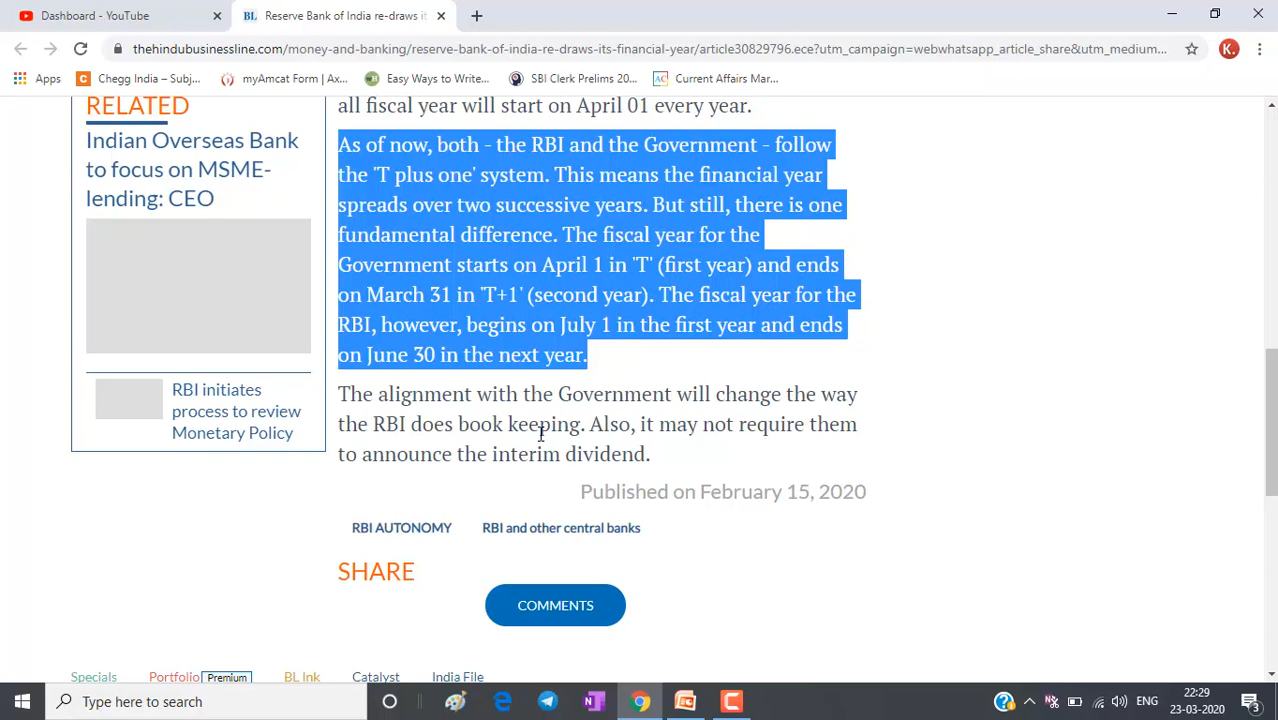 Dashboard - YouTube
BL Reserve Bank of India re-draws it
thehindubusinessline.com/money-and-banking/reserve-bank-of-india-re-draws-its-financial-year/article30829796.ece?utm_campaign=webwhatsapp_article_share&utm_medium...
K.
Apps
C Chegg India – Subj...
myAmcat Form | Ax...
H Easy Ways to Write...
SBI Clerk Prelims 20...
AC Current Affairs Mar...
RELATED
Indian Overseas Bank
to focus on MSME-
lending: CEO
RBI initiates
process to review
Monetary Policy
all fiscal year will start on April 01 every year.
As of now, both - the RBI and the Government - follow
the 'T plus one' system. This means the financial year
spreads over two successive years. But still, there is one
fundamental difference. The fiscal year for the
Government starts on April 1 in 'T' (first year) and ends
on March 31 in 'T+1' (second year). The fiscal year for the
RBI, however, begins on July 1 in the first year and ends
on June 30 in the next year.
The alignment with the Government will change the way
the RBI does book keeping. Also, it may not require them
to announce the interim dividend.
Published on February 15, 2020
RBI AUTONOMY
RBI and other central banks
SHARE
COMMENTS
Specials
Portfolio Premium
BL Ink
Catalyst
India File
Type here to search
ENG
22:29
23-03-2020
3